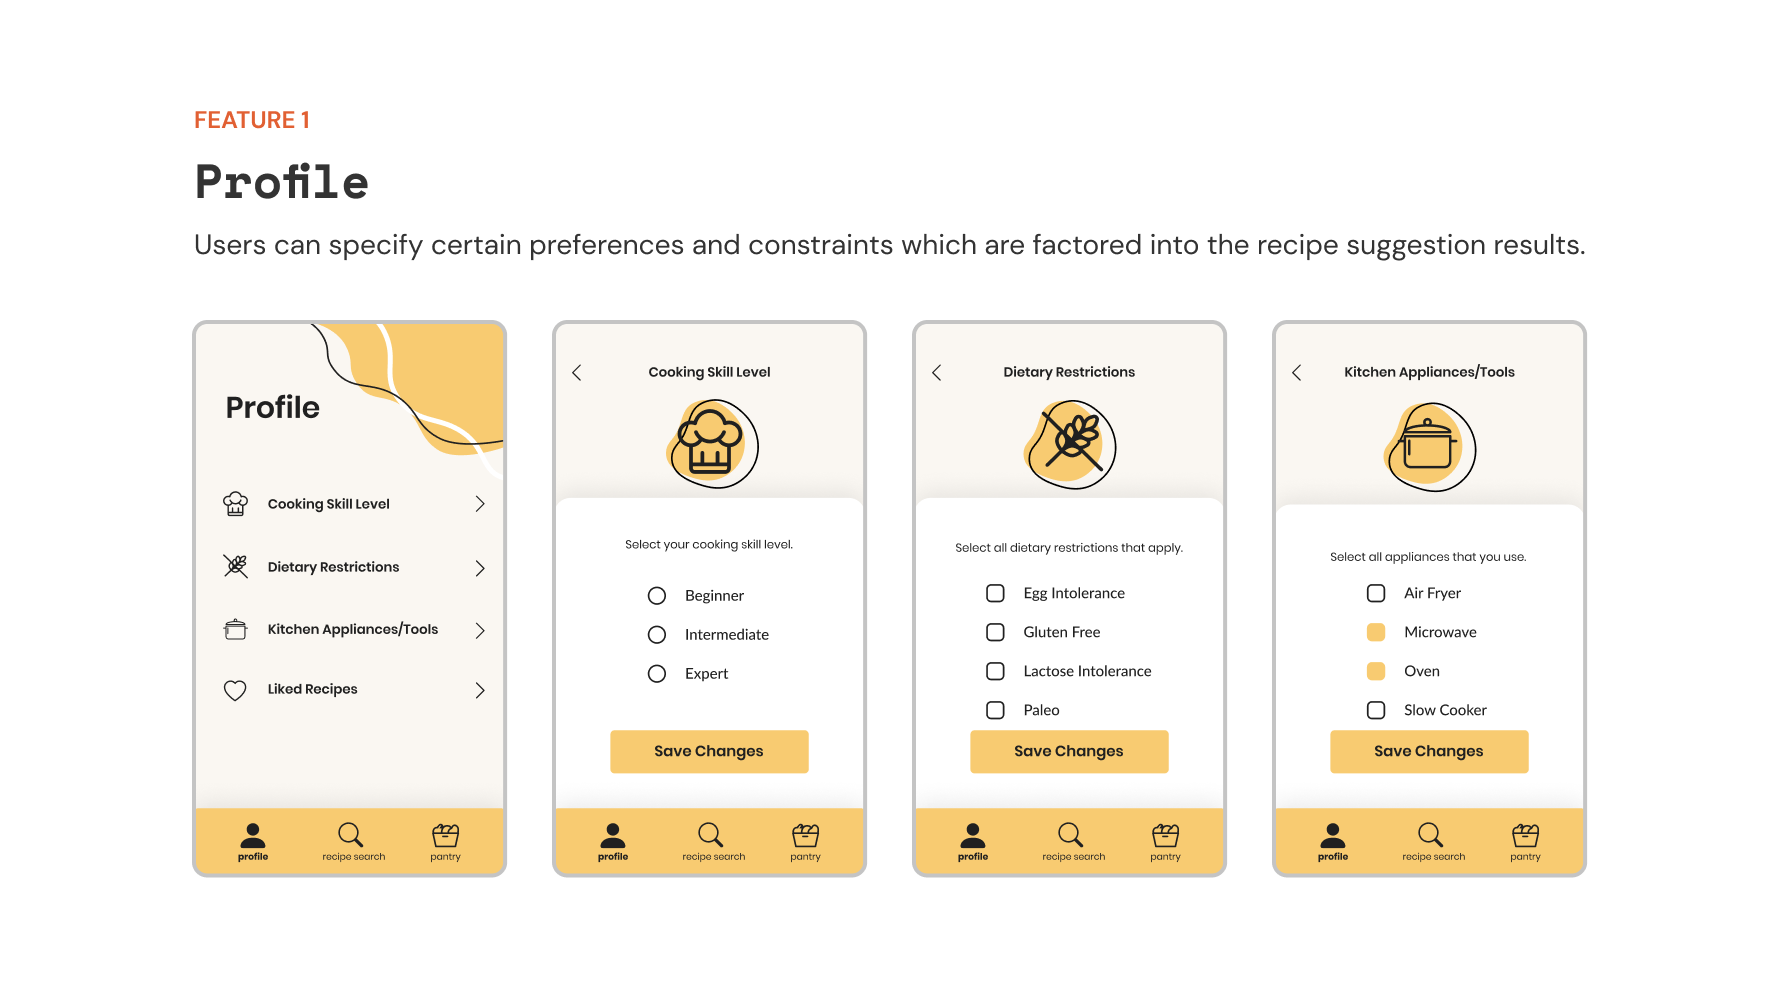 FEATURE 1
Profile
Users can specify certain preferences and constraints which are factored into the recipe suggestion results.
Profile
Cooking Skill Level
Dietary Restrictions
Kitchen Appliances/Tools
Liked Recipes
profile
recipe search
pantry
Cooking Skill Level
Select your cooking skill level.
Beginner
Intermediate
Expert
Save Changes
profile
recipe search
pantry
Dietary Restrictions
Select all dietary restrictions that apply.
Egg Intolerance
Gluten Free
Lactose Intolerance
Paleo
Save Changes
profile
recipe search
pantry
Kitchen Appliances/Tools
Select all appliances that you use.
Air Fryer
Microwave
Oven
Slow Cooker
Save Changes
profile
recipe search
pantry